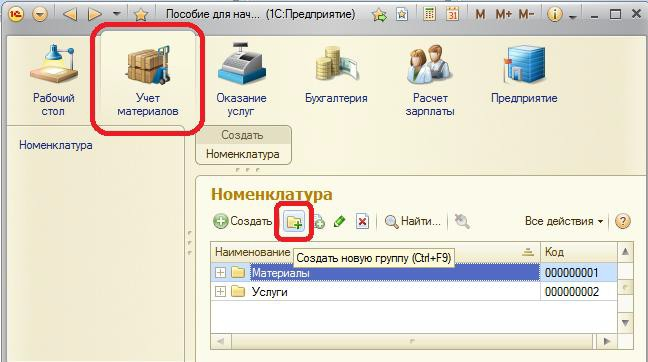 Пособие для нач... (1С:Предприятие)
M M+ M-
31
Рабочий
стол
Учет
материалов
Оказание
услуг
Бухгалтерия
Расчет
зарплаты
Предприятие
Номенклатура
Создать
Номенклатура
Номенклатура
Создать
Найти...
Все действия
Наименование
Код
Создать новую группу (Ctrl+F9)
Материалы
000000001
Услуги
000000002